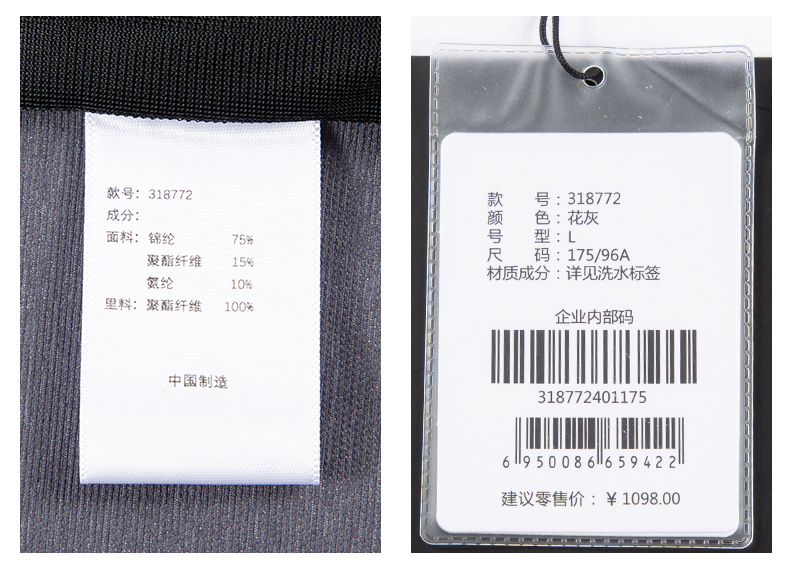 款号：318772
成分：
面料：锦纶 75%
聚酯纤维 15%
氨纶 10%
里料：聚酯纤维 100%
中国制造
款 号：318772
颜 色：花灰
号 型：L
尺 码：175/96A
材质成分：详见洗水标签
企业内部码
318772401175
6 950086 659422
建议零售价：￥1098.00